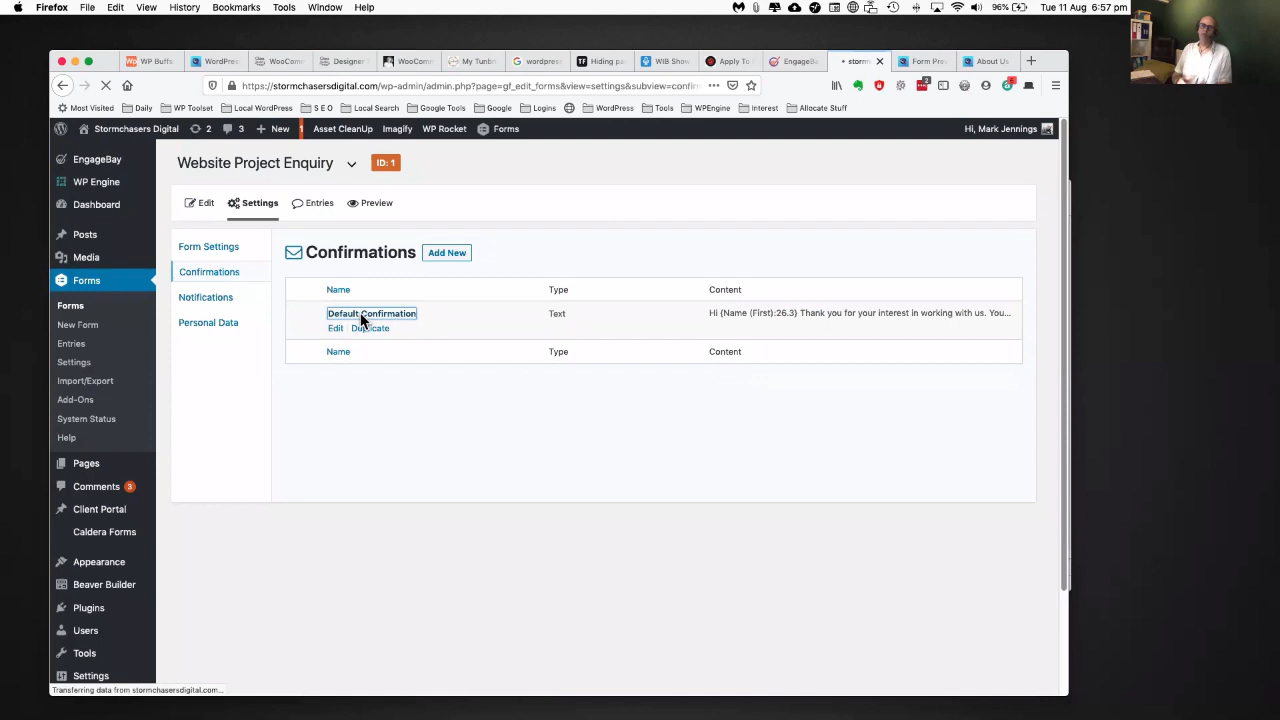 Firefox File Edit View History Bookmarks Tools Window Help 96% Tue 11 Aug 6:57 pm
WP Buffs WordPres WooComm Designer WooComm My Tunbr wordpress Hiding pa WIB Show Apply To EngageBa storm Form Pre About Us
https://stormchasersdigital.com/wp-admin/admin.php?page=gf_edit_forms&view=settings&subview=confir
Most Visited Daily WP Toolset Local WordPress S E O Local Search Google Tools Google Logins WordPress Tools WPEngine Interest Allocate Stuff
Stormchasers Digital 2 3 New 1 Asset CleanUp Imagify WP Rocket Forms Hi, Mark Jennings
EngageBay
WP Engine
Dashboard
Posts
Media
Forms
Forms
New Form
Entries
Settings
Import/Export
Add-Ons
System Status
Help
Pages
Comments 3
Client Portal
Caldera Forms
Appearance
Beaver Builder
Plugins
Users
Tools
Settings
Website Project Enquiry ID: 1
Edit Settings Entries Preview
Form Settings
Confirmations
Notifications
Personal Data
Confirmations Add New
Name Type Content
Default Confirmation Text Hi {Name (First):26.3} Thank you for your interest in working with us. You...
Edit | Duplicate
Name Type Content
Transferring data from stormchasersdigital.com...